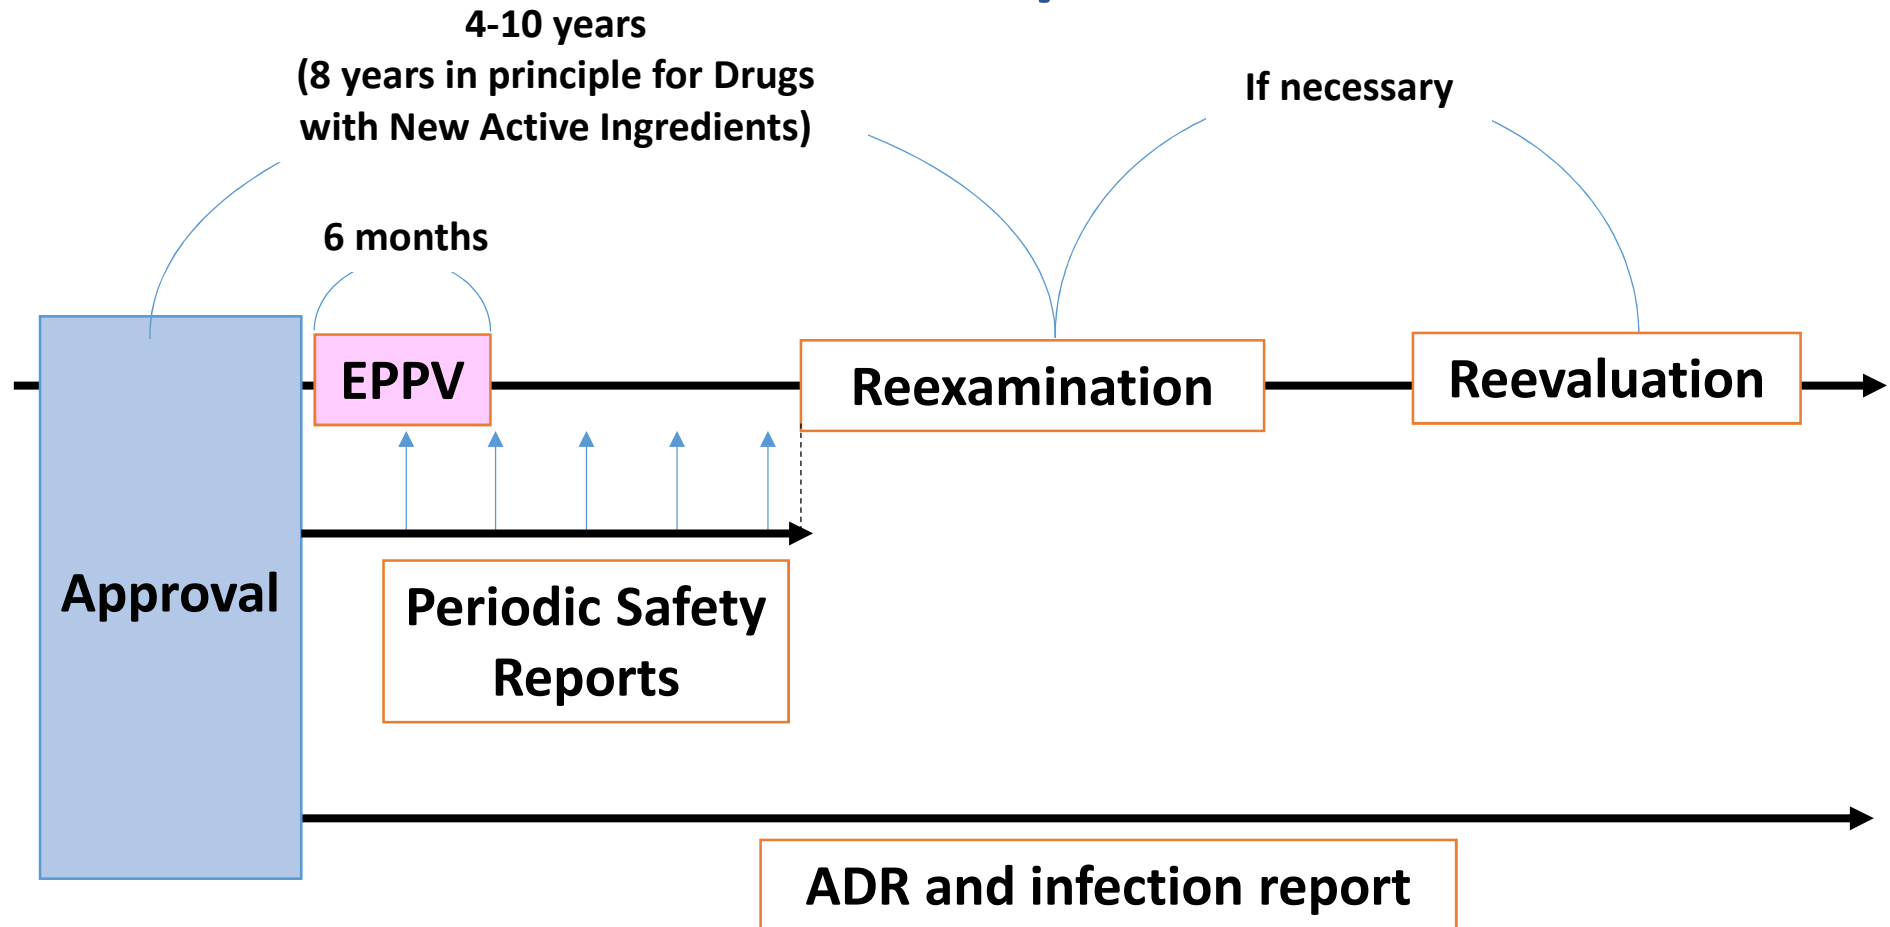 4-10 years
(8 years in principle for Drugs
with New Active Ingredients)
If necessary
6 months
EPPV
Reexamination
Reevaluation
Approval
Periodic Safety
Reports
ADR and infection report